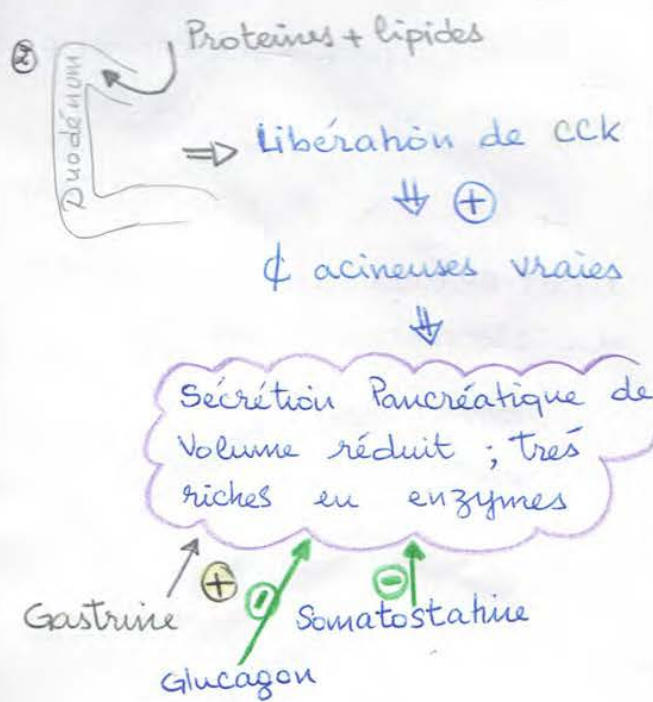 ②
Proteines + lipides
Duodénum
⇒ Libération de CCK
⇓ ⊕
₵ acineuses vraies
⇓
Sécrétion Pancréatique de
Volume réduit ; très
riches en enzymes
Gastrine ⊕
⊖ Somatostatine ⊖
Glucagon